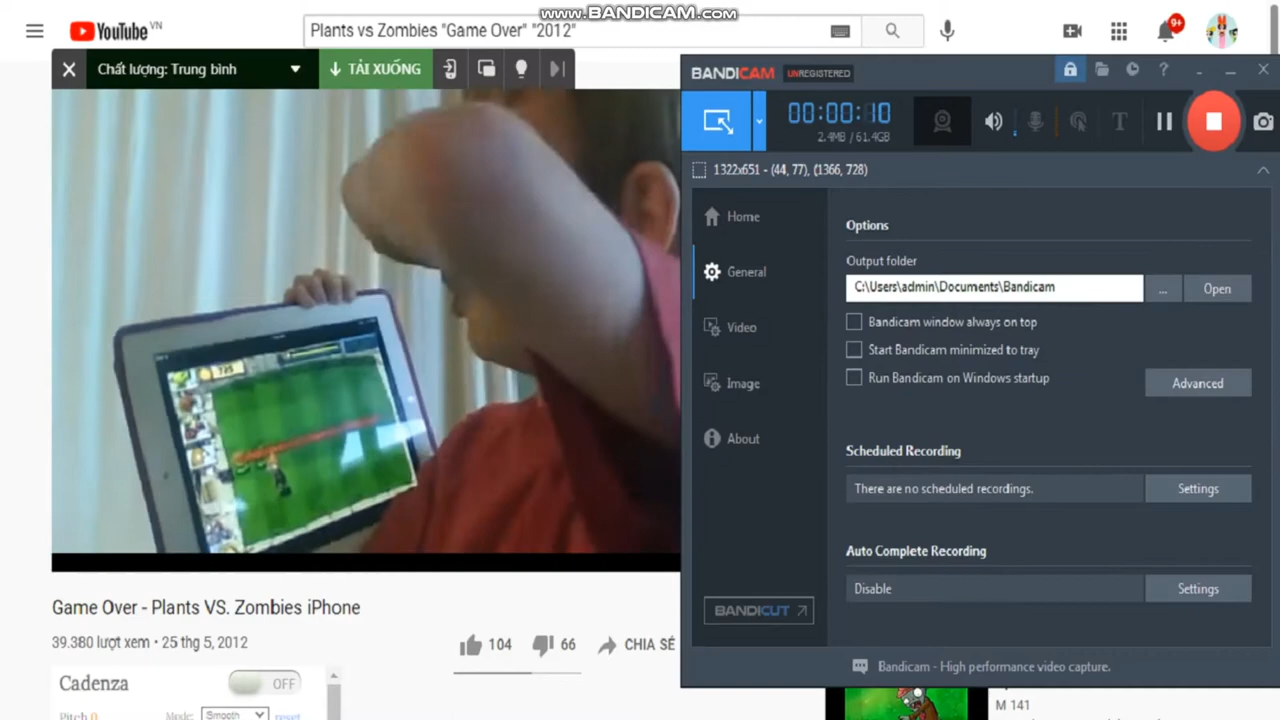 www.BANDICAM.com
YouTube VN
Plants vs Zombies "Game Over" "2012"
9+
Chất lượng: Trung bình
TẢI XUỐNG
725
Game Over - Plants VS. Zombies iPhone
39.380 lượt xem • 25 thg 5, 2012
104
66
CHIA SẺ
Cadenza
OFF
Pitch 0
Mode:
Smooth
reset
BANDICAM UNREGISTERED
00:00:10
2.4MB / 61.4GB
1322x651 - (44, 77), (1366, 728)
Home
General
Video
Image
About
BANDICUT
Options
Output folder
C:\Users\admin\Documents\Bandicam
...
Open
Bandicam window always on top
Start Bandicam minimized to tray
Run Bandicam on Windows startup
Advanced
Scheduled Recording
There are no scheduled recordings.
Settings
Auto Complete Recording
Disable
Settings
Bandicam - High performance video capture.
M 141